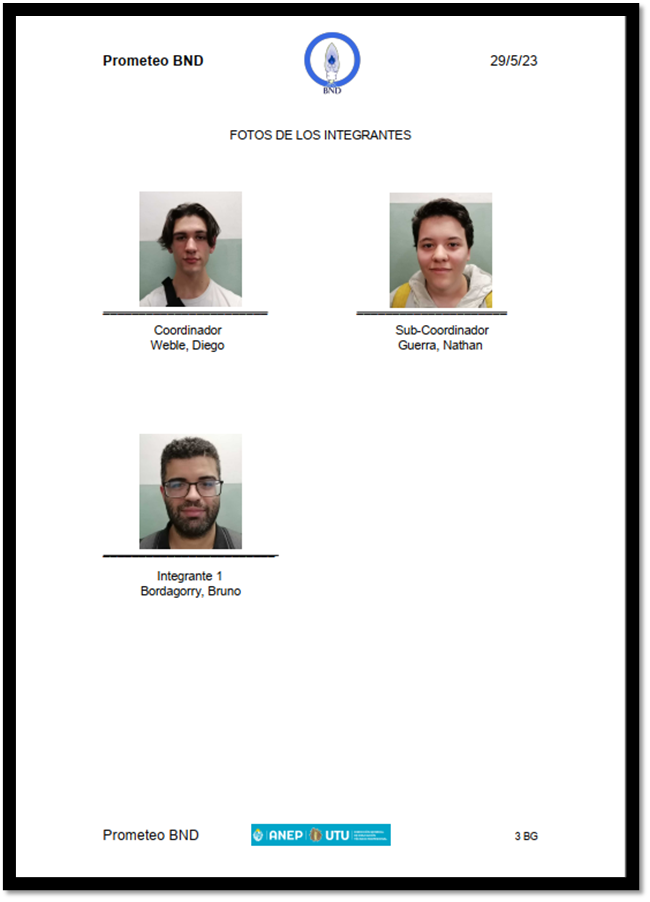 Prometeo BND
29/5/23
BND
FOTOS DE LOS INTEGRANTES
Coordinador
Weble, Diego
Sub-Coordinador
Guerra, Nathan
Integrante 1
Bordagorry, Bruno
Prometeo BND
ANEP UTU
3 BG